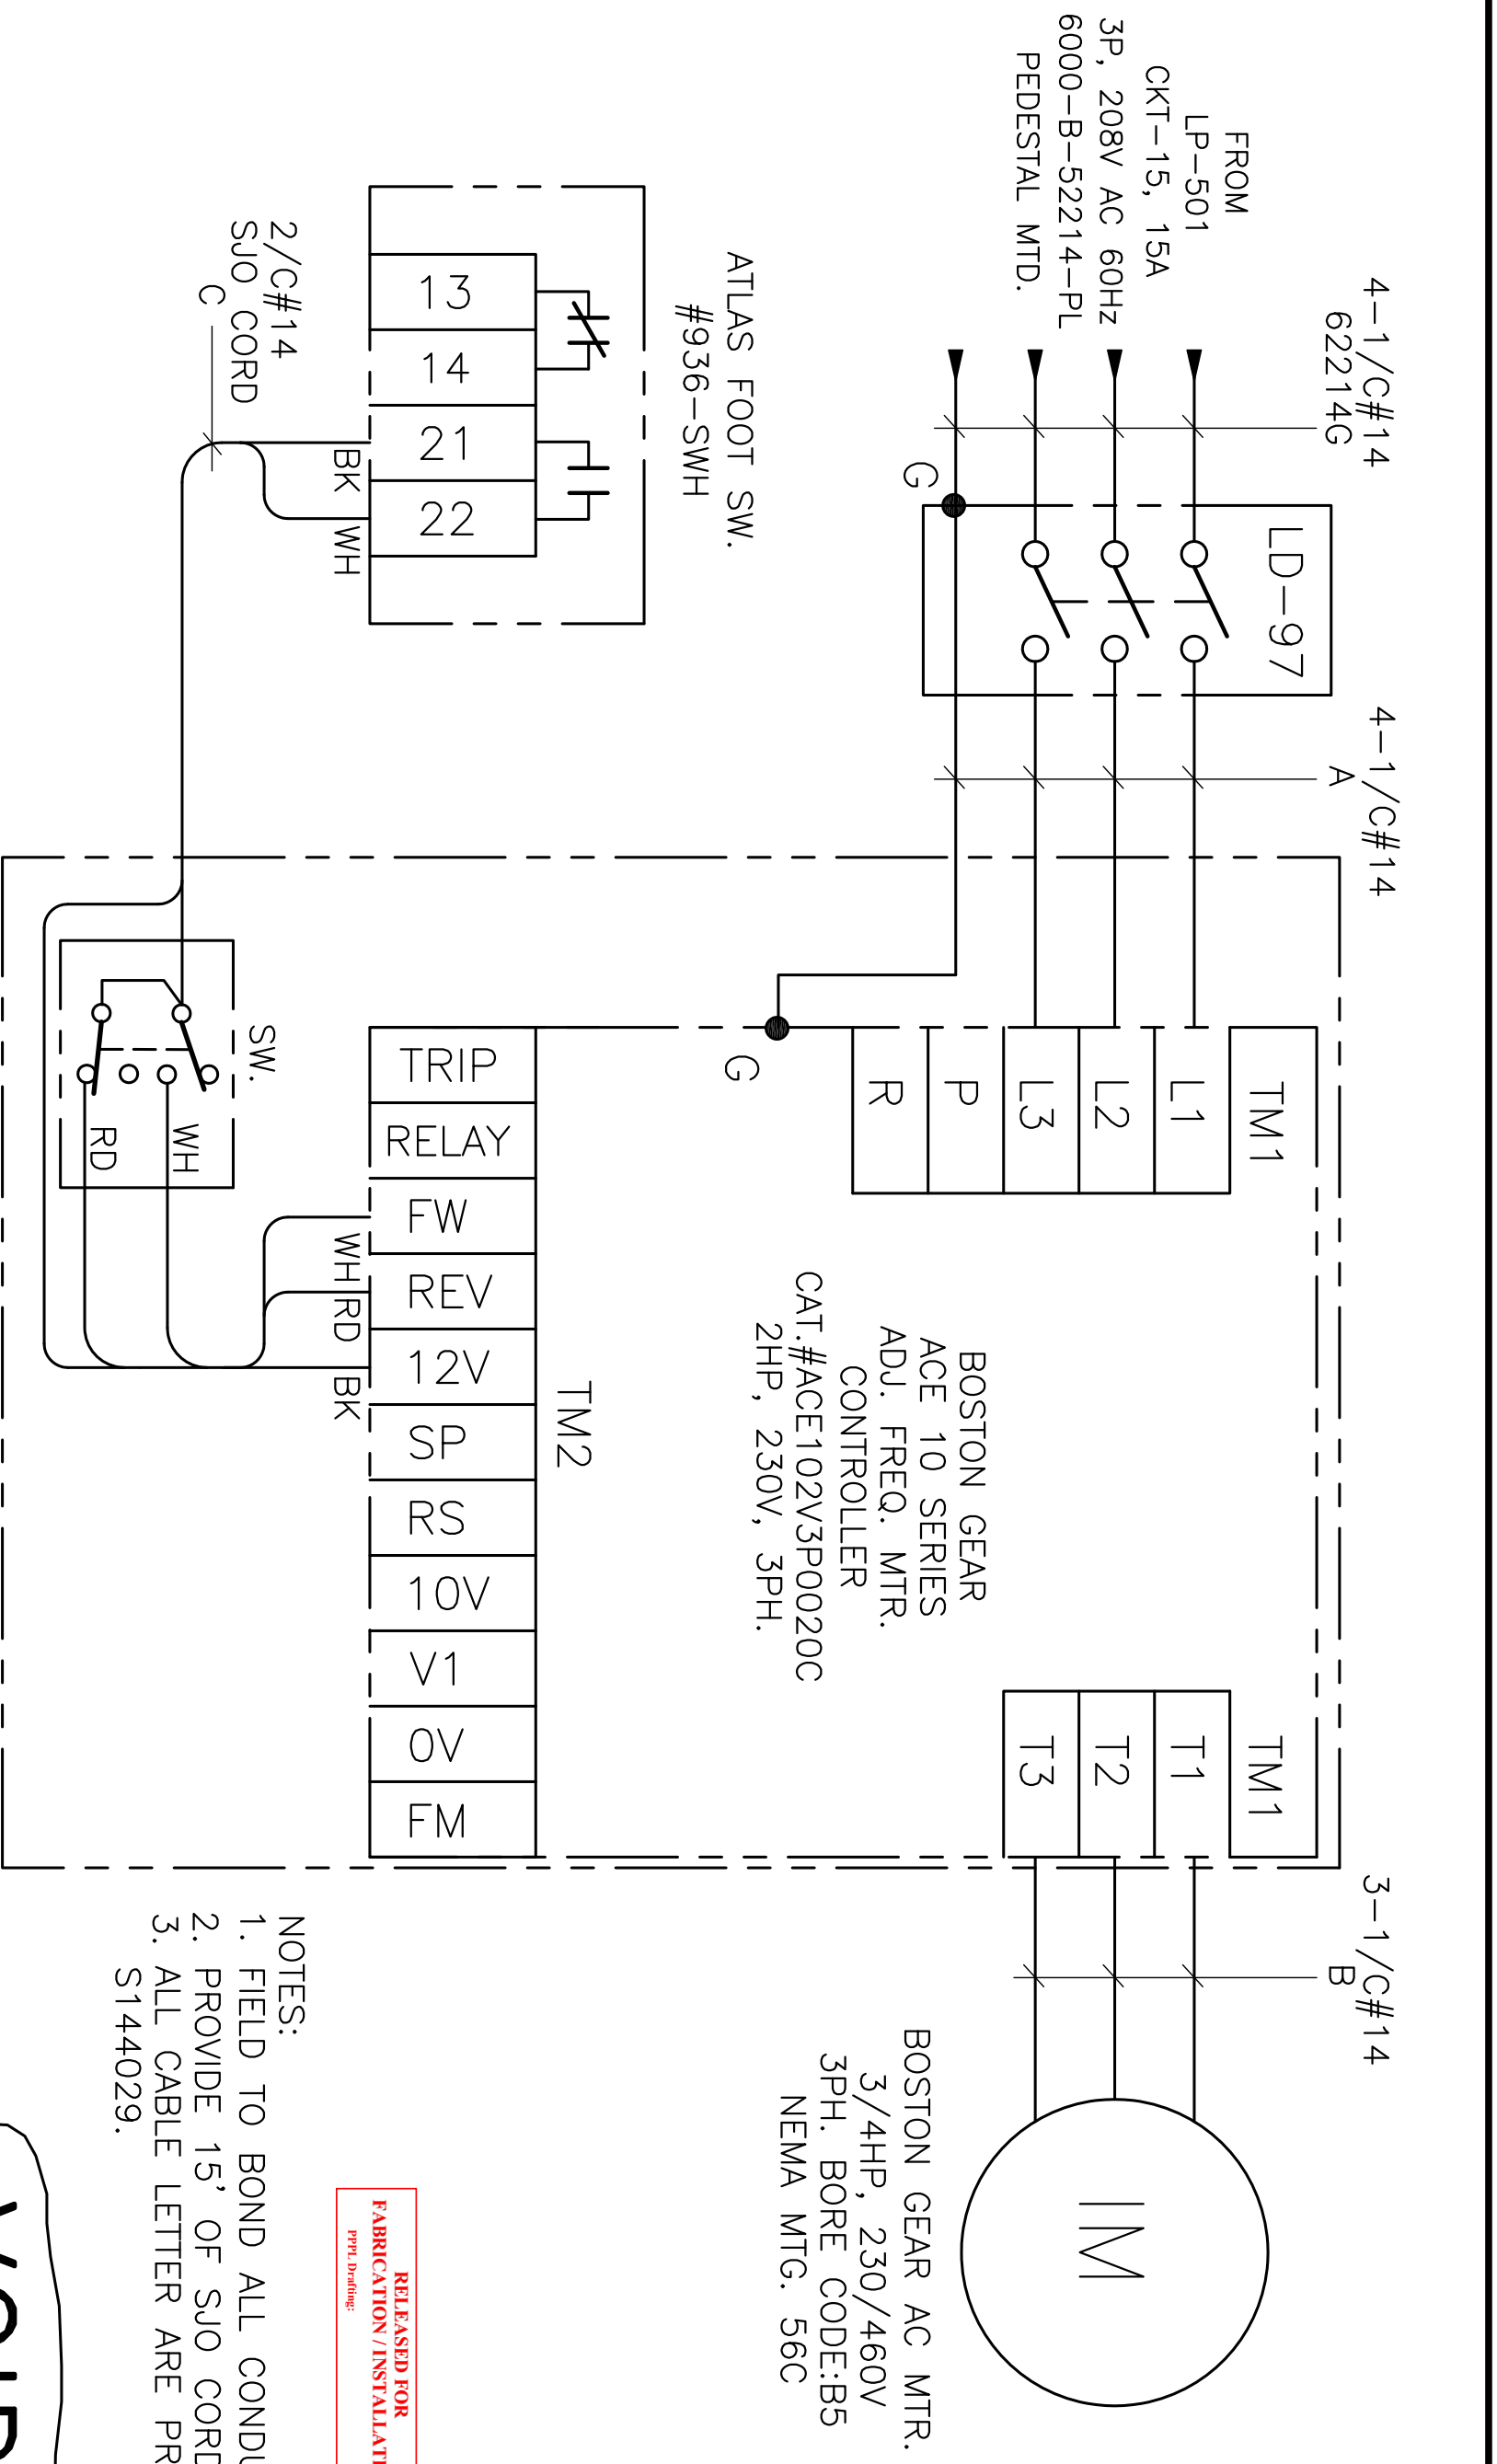 FROM
LP-501
CKT-15, 15A
3P, 208V AC 60Hz
6000-B-52214-PL
PEDESTAL MTD.
4-1/C#14
62214G
G
LD-97
4-1/C#14
A
TM1
L1
L2
L3
P
R
G
BOSTON GEAR
ACE 10 SERIES
ADJ. FREQ. MTR.
CONTROLLER
CAT.#ACE102V3P0020C
2HP, 230V, 3PH.
TM1
T1
T2
T3
3-1/C#14
B
M
BOSTON GEAR AC MTR.
3/4HP, 230/460V
3PH. BORE CODE:B5
NEMA MTG. 56C
ATLAS FOOT SW.
#936-SWH
13
14
21
22
BK
WH
2/C#14
SJO CORD
C
TM2
TRIP
RELAY
FW
REV
12V
SP
RS
10V
V1
0V
FM
WH
RD
BK
SW.
WH
RD
NOTES:
1. FIELD TO BOND ALL
2. PROVIDE 15' OF SJO CORD
3. ALL CABLE LETTER ARE
S144029.
RELEASED FOR
FABRICATION / INSTALLATI
PPPL Drafting: